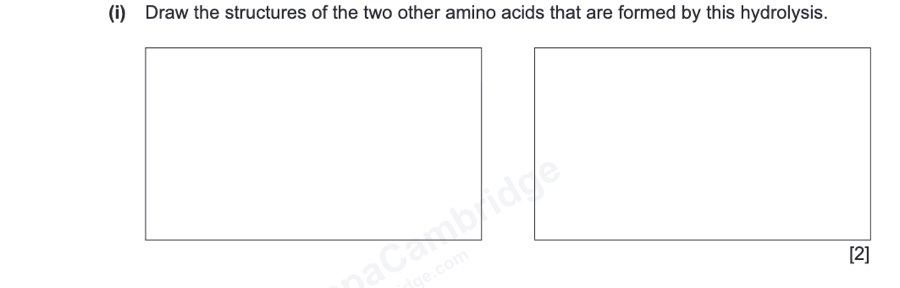 (i) Draw the structures of the two other amino acids that are formed by this hydrolysis.
[2]